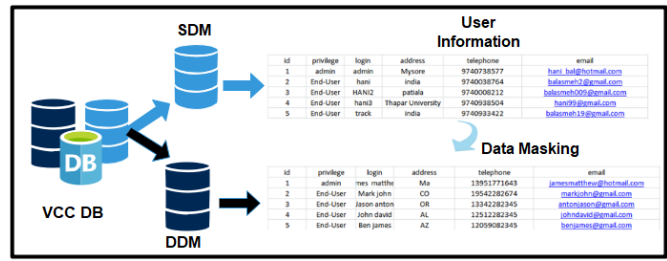 SDM
User
Information
id privilege login address telephone email
1 admin admin Mysore 9740738577 hani_bal@hotmail.com
2 End-User hani india 9740038764 balasmeh2@gmail.com
3 End-User HANI2 patiala 9740008212 balasmeh009@gmail.com
4 End-User hani3 Thapar University 9740938504 hani99@gmail.com
5 End-User track india 9740933422 balasmeh19@gmail.com
DB
VCC DB
Data Masking
id privilege login address telephone email
1 admin mes matthe Ma 13951771643 jamesmatthew@hotmail.com
2 End-User Mark john CO 19542282674 markjohn@gmail.com
3 End-User Jason anton OR 13342282345 antonjason@gmail.com
4 End-User John david AL 12512282345 johndavid@gmail.com
5 End-User Ben james AZ 12059082345 benjames@gmail.com
DDM